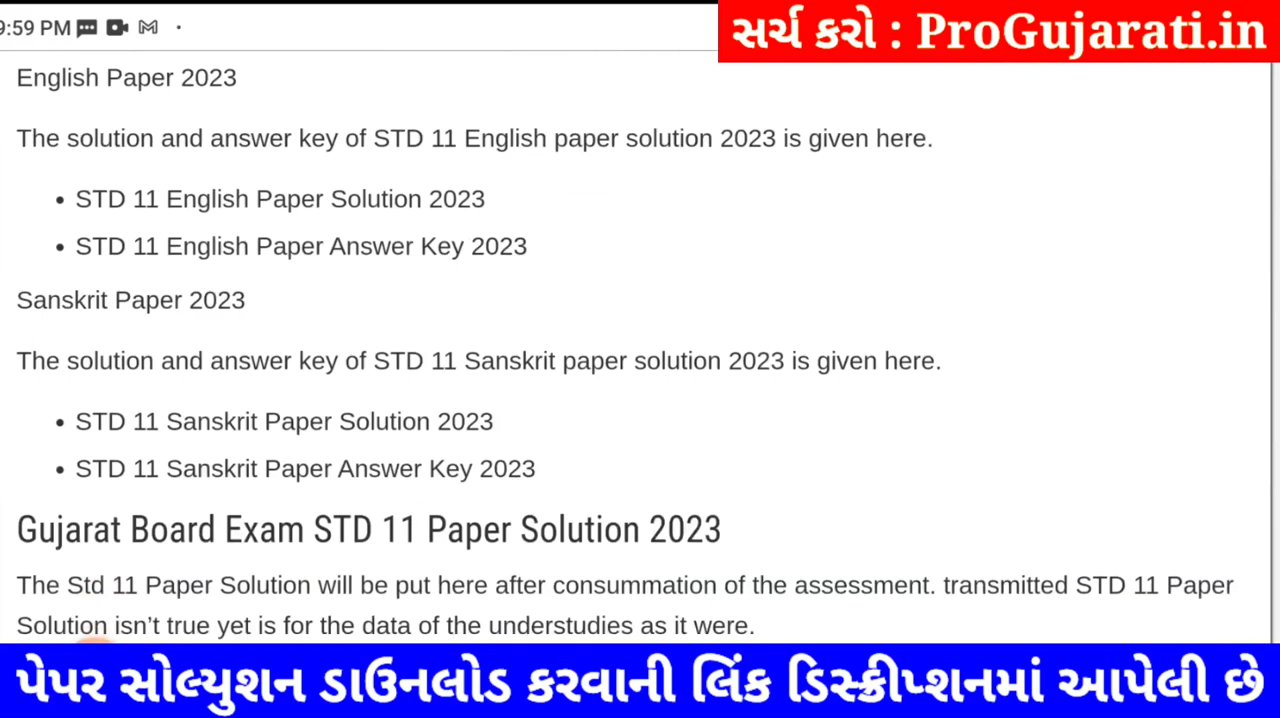 9:59 PM
સર્ચ કરો : ProGujarati.in
English Paper 2023
The solution and answer key of STD 11 English paper solution 2023 is given here.
• STD 11 English Paper Solution 2023
• STD 11 English Paper Answer Key 2023
Sanskrit Paper 2023
The solution and answer key of STD 11 Sanskrit paper solution 2023 is given here.
• STD 11 Sanskrit Paper Solution 2023
• STD 11 Sanskrit Paper Answer Key 2023
Gujarat Board Exam STD 11 Paper Solution 2023
The Std 11 Paper Solution will be put here after consummation of the assessment. transmitted STD 11 Paper
Solution isn’t true yet is for the data of the understudies as it were.
પેપર સોલ્યુશન ડાઉનલોડ કરવાની લિંક ડિસ્ક્રીપ્શનમાં આપેલી છે